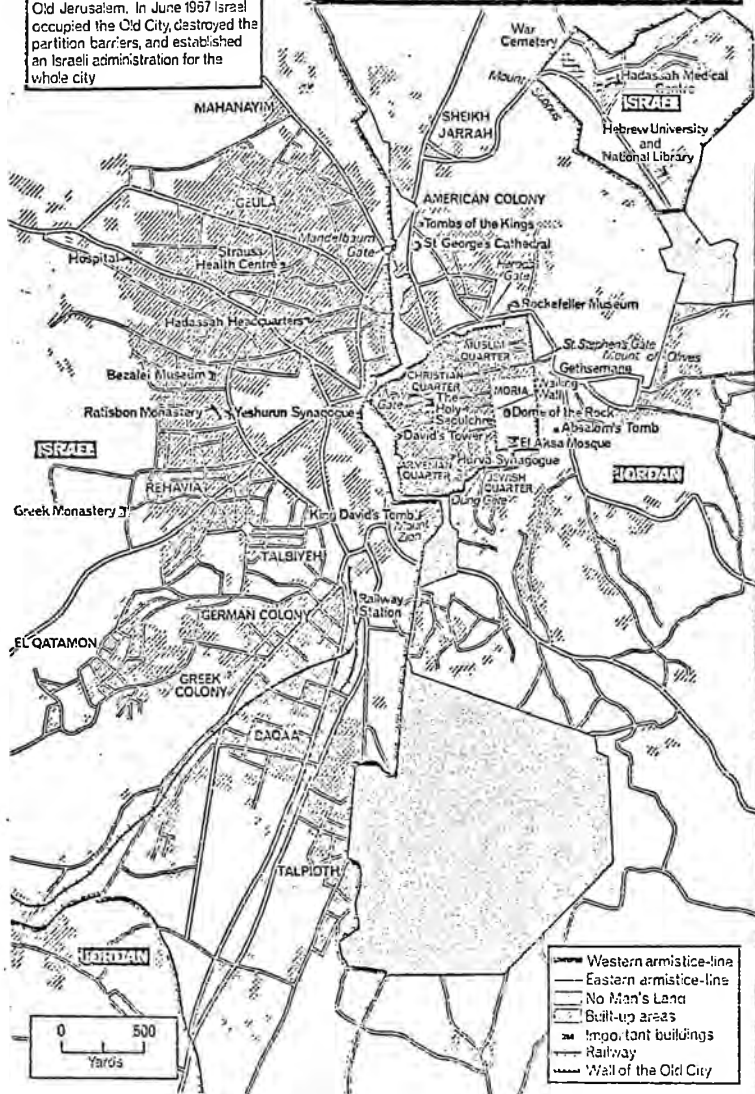 Old Jerusalem. In June 1967 Israel
occupied the Old City, destroyed the
partition barriers, and established
an Israeli administration for the
whole city
War
Cemetery
Hadassah Medical
Centre
ISRAEL
Mount Scopus
Hebrew University
and
National Library
MAHANAYIM
SHEIKH
JARRAH
GEULA
AMERICAN COLONY
Tombs of the Kings
St George's Cathedral
Mandelbaum
Gate
Hospital
Strauss
Health Centre
Gate
Rockefeller Museum
Hadassah Headquarters
St Stephen's Gate
Mount of Olives
Gethsemane
MUSLIM
QUARTER
Bezalel Museum
CHRISTIAN
QUARTER
MORIA
Wailing
Wall
Ratisbon Monastery
Yeshurun Synagogue
Gate
The
Holy
Sepulchre
Dome of the Rock
Absalom's Tomb
David's Tower
El Aksa Mosque
ISRAEL
ARMENIAN
QUARTER
Hurva Synagogue
JEWISH
QUARTER
JORDAN
REHAVIA
Dung Gate
Greek Monastery
King David's Tomb
Mount
Zion
TALBIYEH
GERMAN COLONY
Railway
Station
EL QATAMON
GREEK
COLONY
BAQAA
TALPIOTH
JORDAN
0 500
Yards
Western armistice-line
Eastern armistice-line
No Man's Land
Built-up areas
Important buildings
Railway
Wall of the Old City